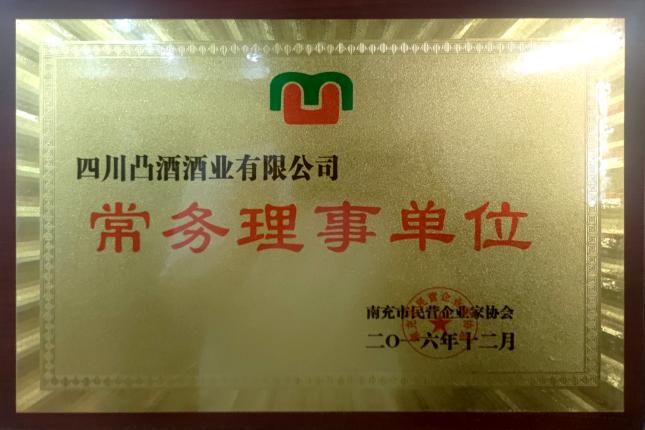 四川凸酒酒业有限公司
常务理事单位
南充市民营企业家协会
二〇一六年十二月